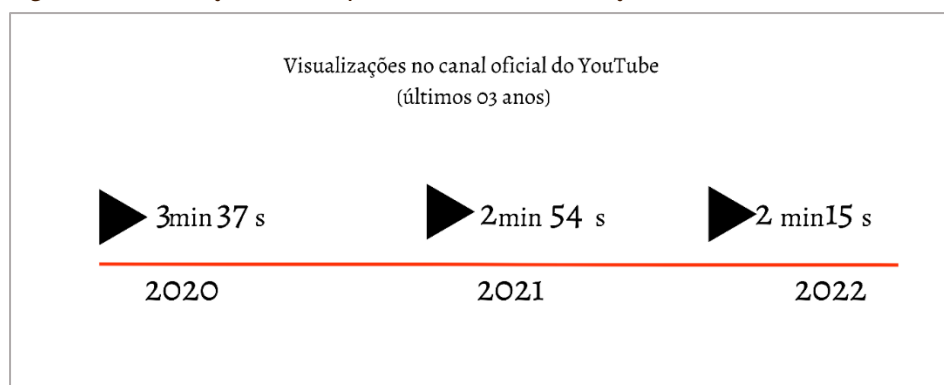 Visualizações no canal oficial do YouTube
(últimos 03 anos)
3min 37 s
2min 54 s
2 min15 s
2020
2021
2022